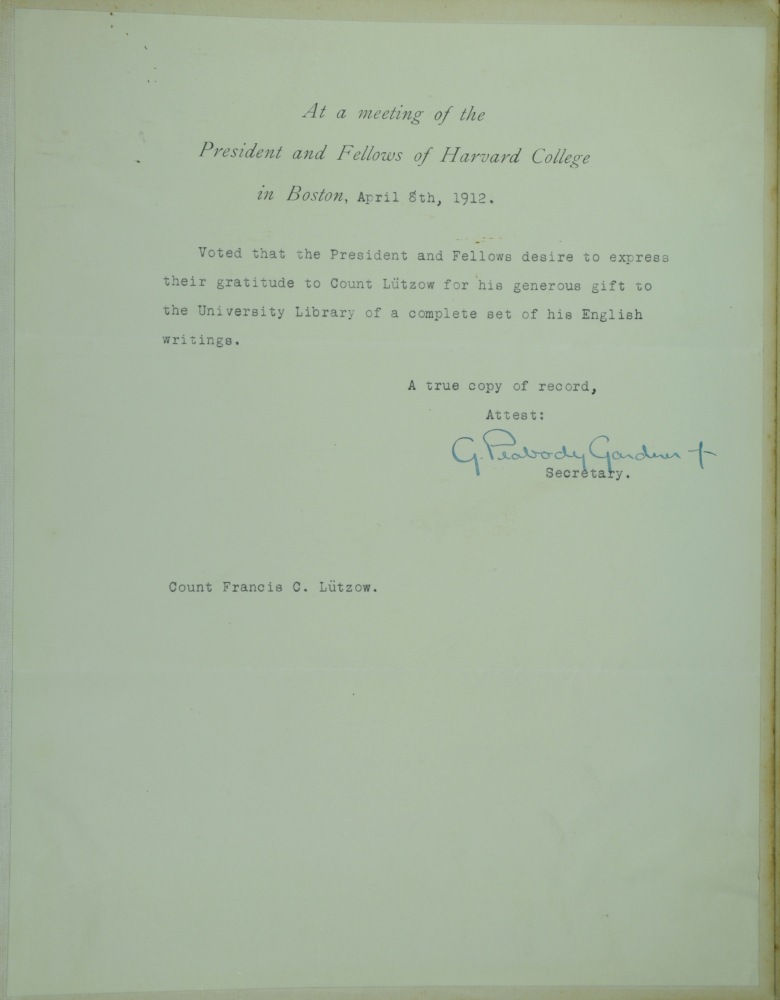 At a meeting of the
President and Fellows of Harvard College
in Boston, April 8th, 1912.
Voted that the President and Fellows desire to express
their gratitude to Count Lützow for his generous gift to
the University Library of a complete set of his English
writings.
A true copy of record,
Attest:
G. Peabody Gardner
Secretary.
Count Francis C. Lützow.